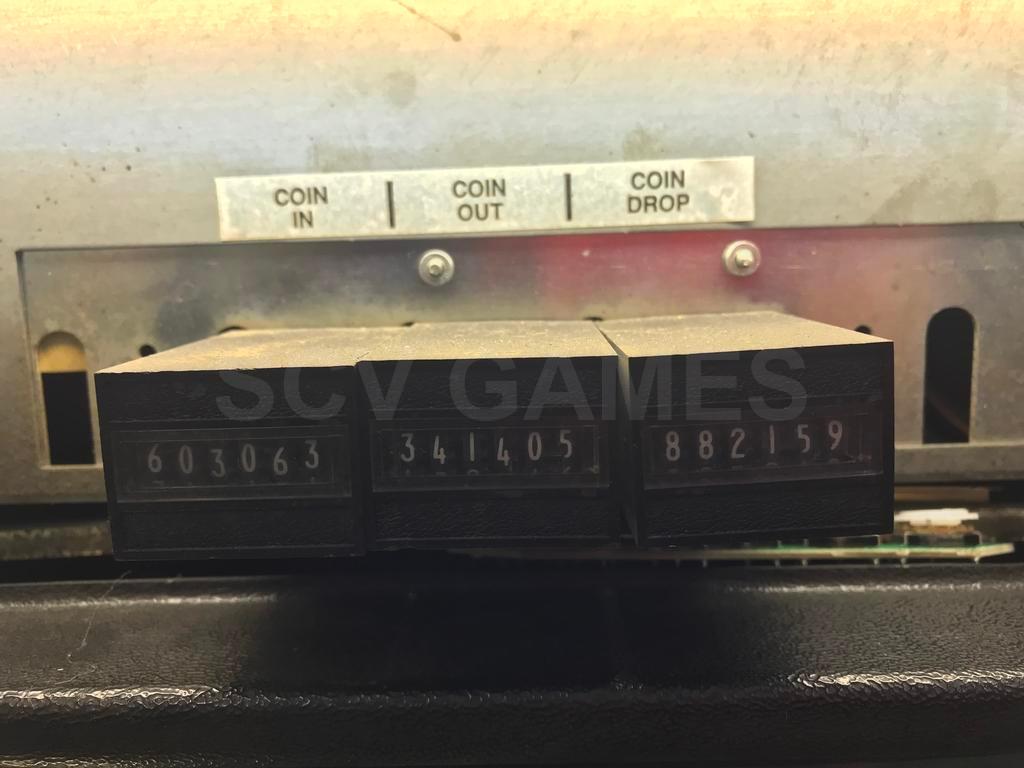 COIN
IN
COIN
OUT
COIN
DROP
SCV GAMES
603063
341405
882159